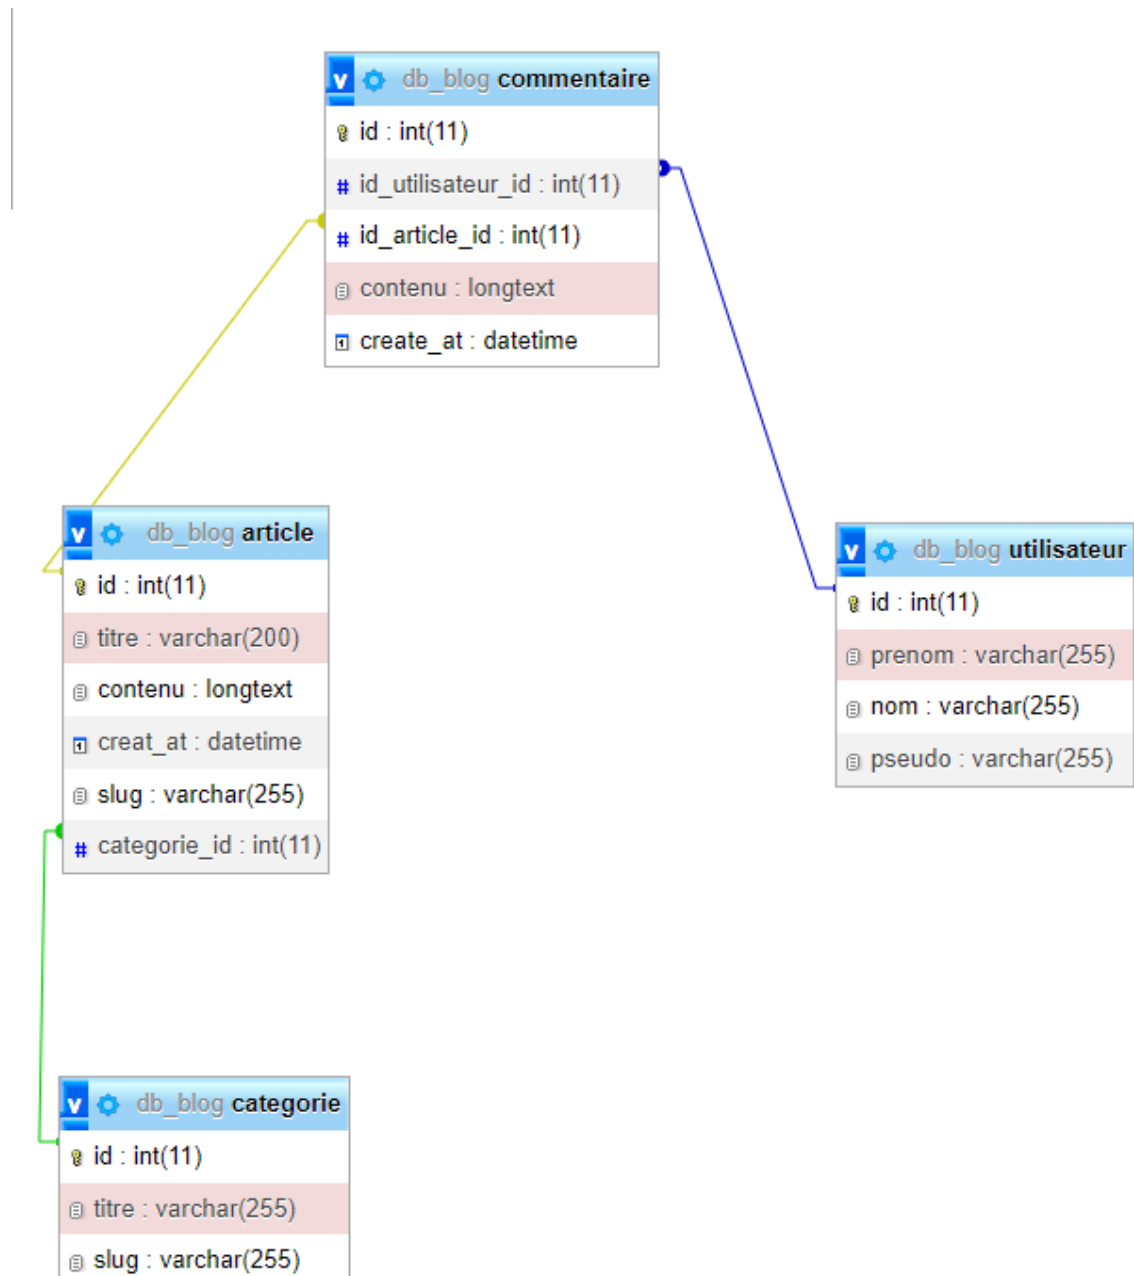 db_blog commentaire
id : int(11)
# id_utilisateur_id : int(11)
# id_article_id : int(11)
contenu : longtext
create_at : datetime
db_blog article
id : int(11)
titre : varchar(200)
contenu : longtext
creat_at : datetime
slug : varchar(255)
# categorie_id : int(11)
db_blog utilisateur
id : int(11)
prenom : varchar(255)
nom : varchar(255)
pseudo : varchar(255)
db_blog categorie
id : int(11)
titre : varchar(255)
slug : varchar(255)